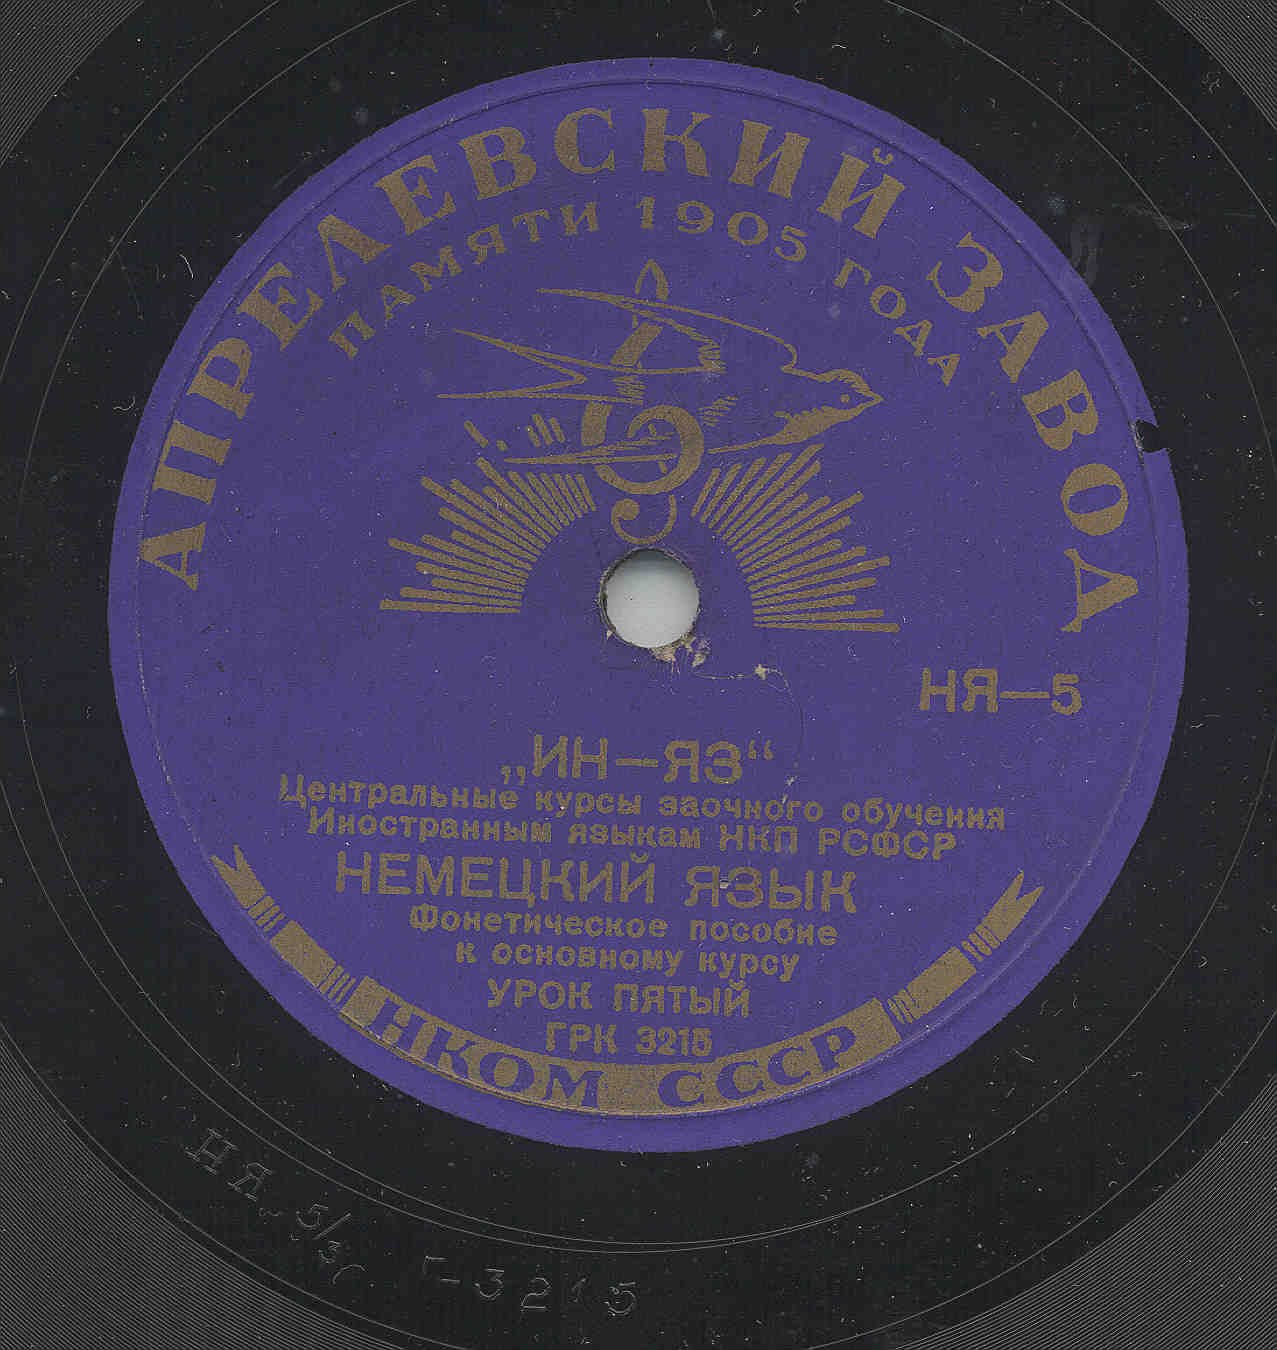 АПРЕЛЕВСКИЙ ЗАВОД
ПАМЯТИ 1905 ГОДА
НЯ—5
„ИН—ЯЗ“
Центральные курсы заочного обучения
Иностранным языкам НКП РСФСР
НЕМЕЦКИЙ ЯЗЫК
Фонетическое пособие
к основному курсу
УРОК ПЯТЫЙ
ГРК 3215
НКОМ СССР
НЯ-5/3
Г-3215